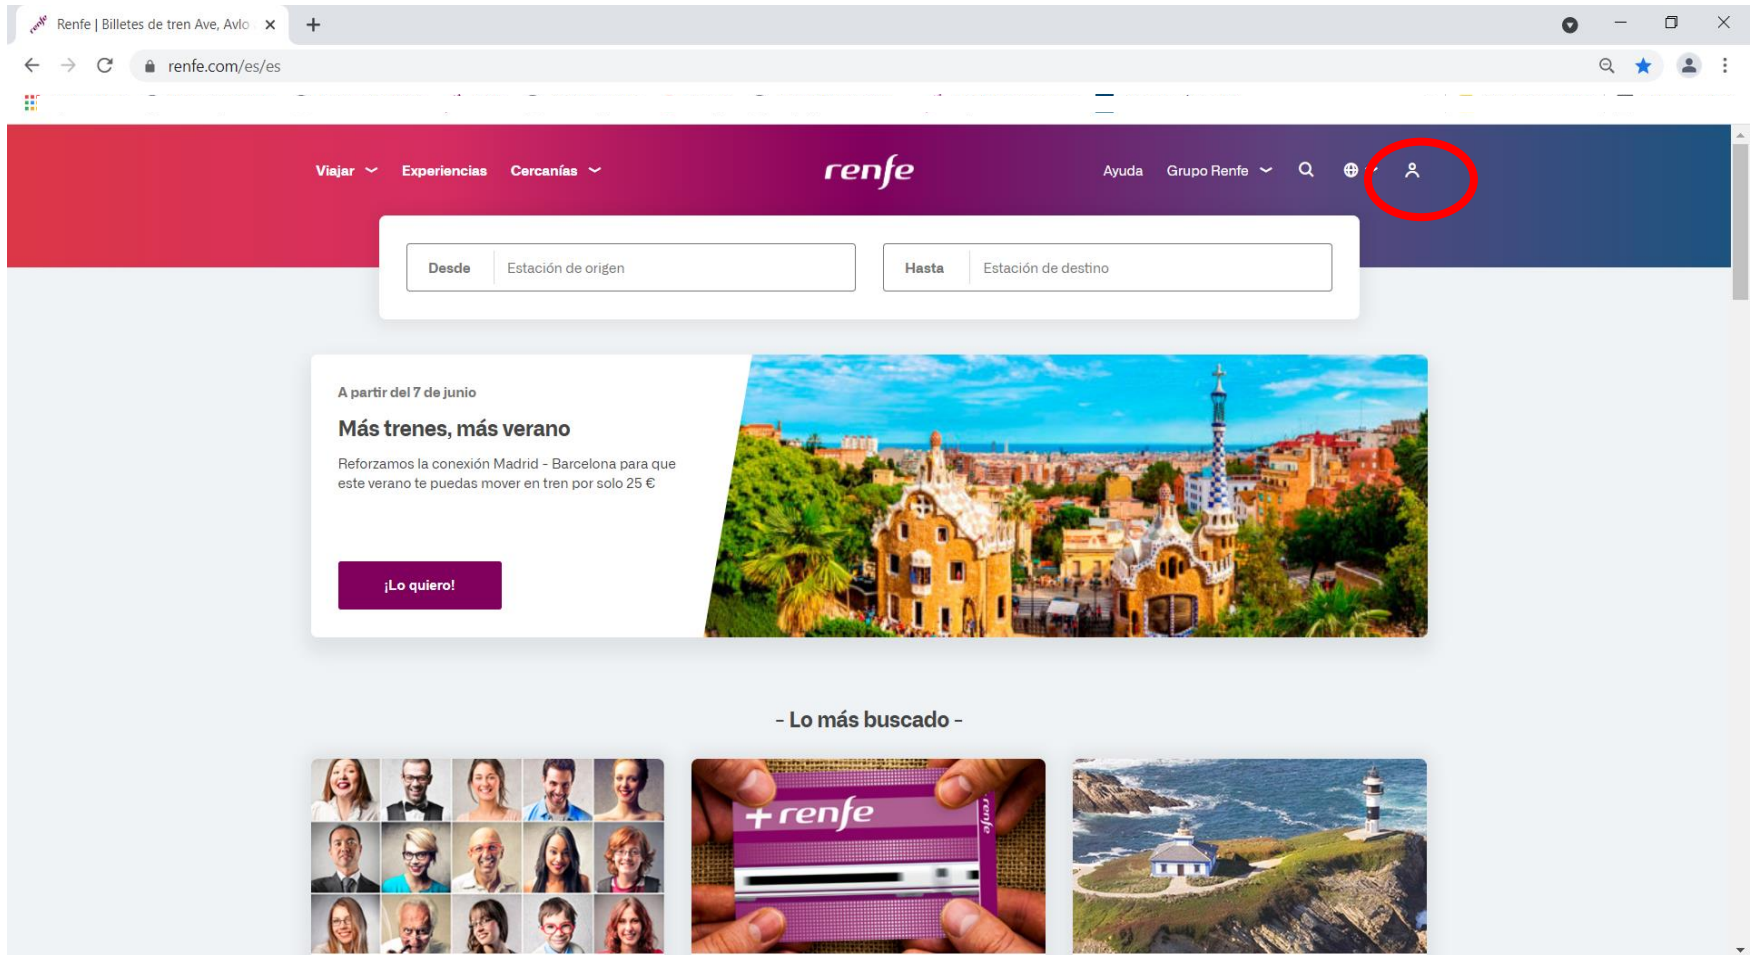 renfe
Renfe | Billetes de tren Ave, Avlo
renfe.com/es/es
Viajar
Experiencias
Cercanías
renfe
Ayuda
Grupo Renfe
Desde
Estación de origen
Hasta
Estación de destino
A partir del 7 de junio
Más trenes, más verano
Reforzamos la conexión Madrid - Barcelona para que
este verano te puedas mover en tren por solo 25 €
¡Lo quiero!
- Lo más buscado -
+ renfe
renfe